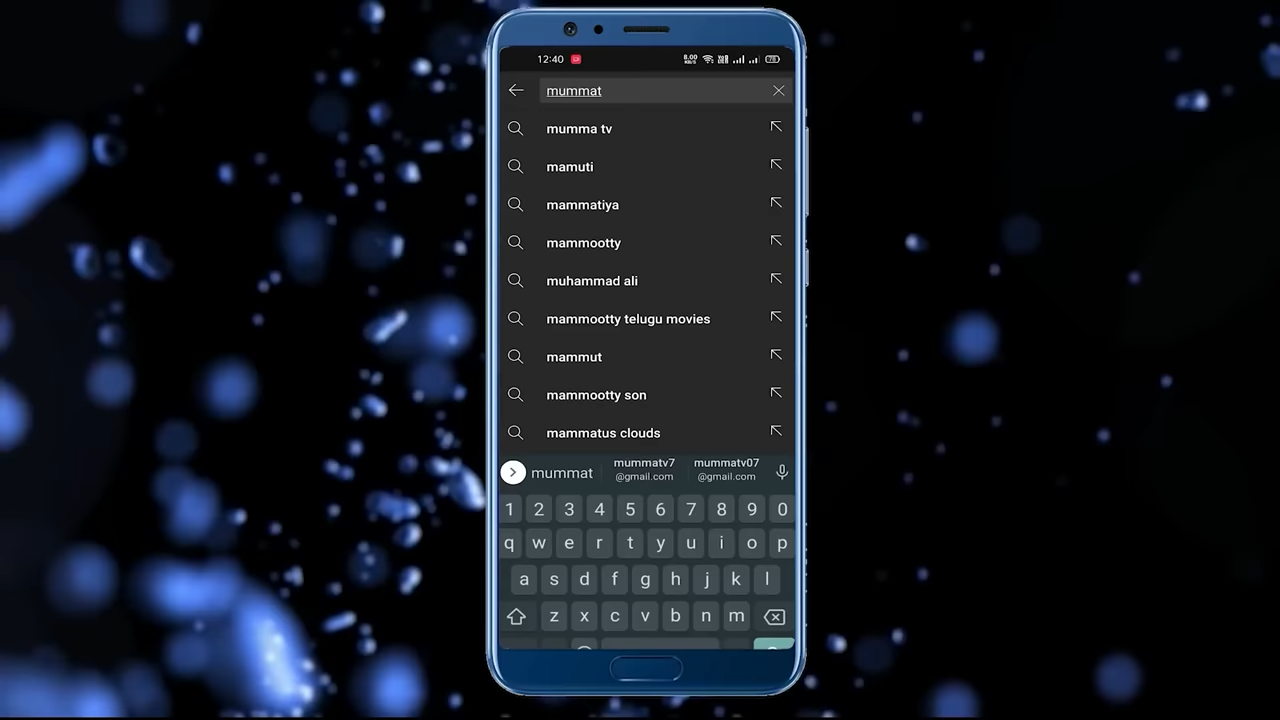 12:40
mummat
mumma tv
mamuti
mammatiya
mammootty
muhammad ali
mammootty telugu movies
mammut
mammootty son
mammatus clouds
mummat mummatv7 mummatv07
@gmail.com @gmail.com
1 2 3 4 5 6 7 8 9 0
q w e r t y u i o p
a s d f g h j k l
z x c v b n m